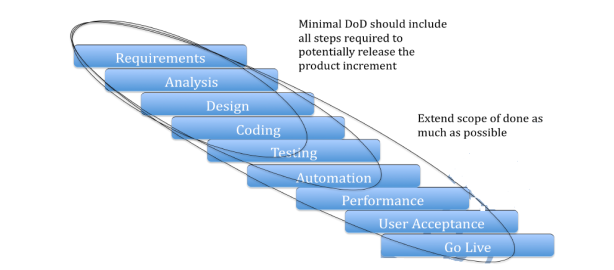 Minimal DoD should include
all steps required to
potentially release the
product increment
Requirements
Analysis
Extend scope of done as
much as possible
Design
Coding
Testing
Automation
Performance
User Acceptance
Go Live